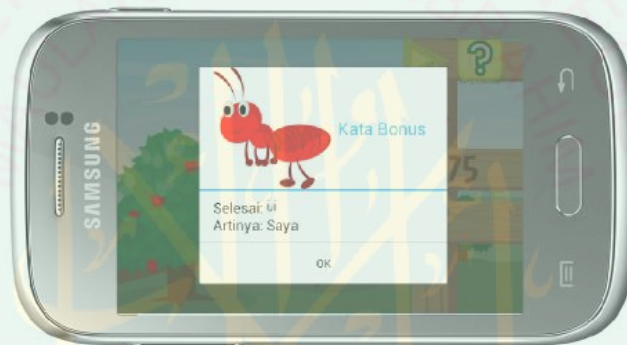 SAMSUNG
?
Kata Bonus
75
Selesai:
Artinya: Saya
OK